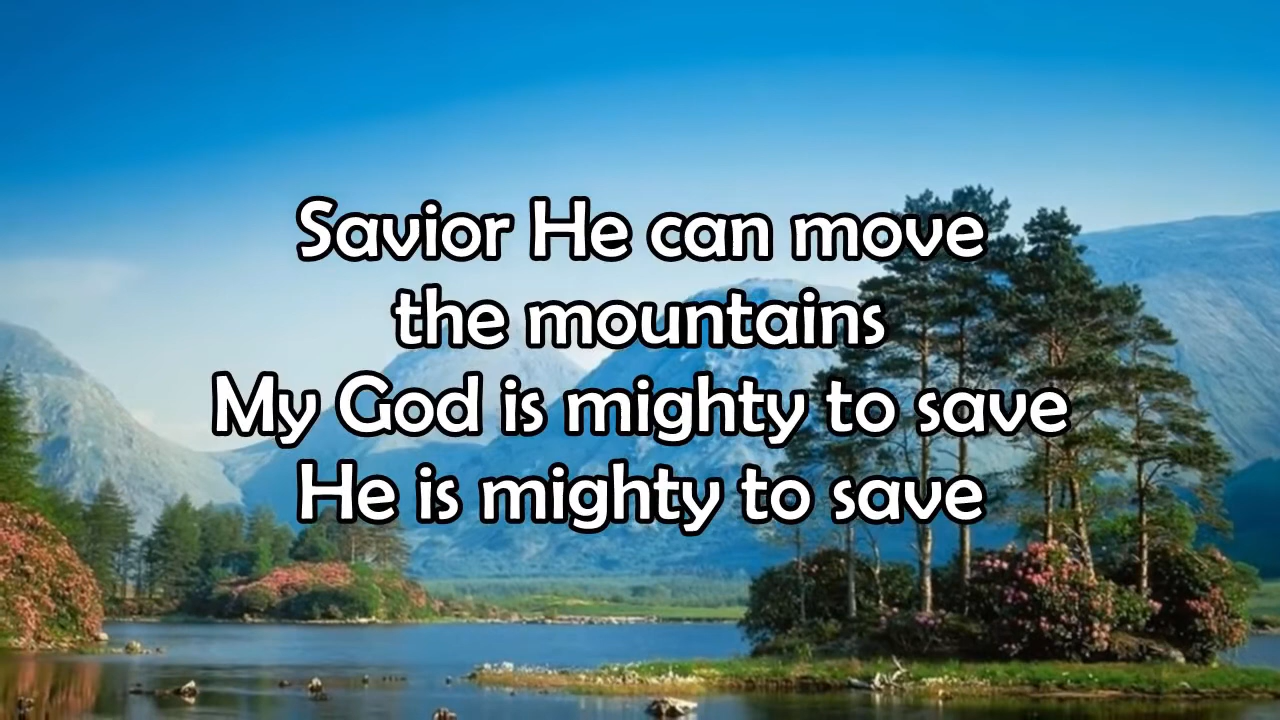 Savior He can move
the mountains
My God is mighty to save
He is mighty to save